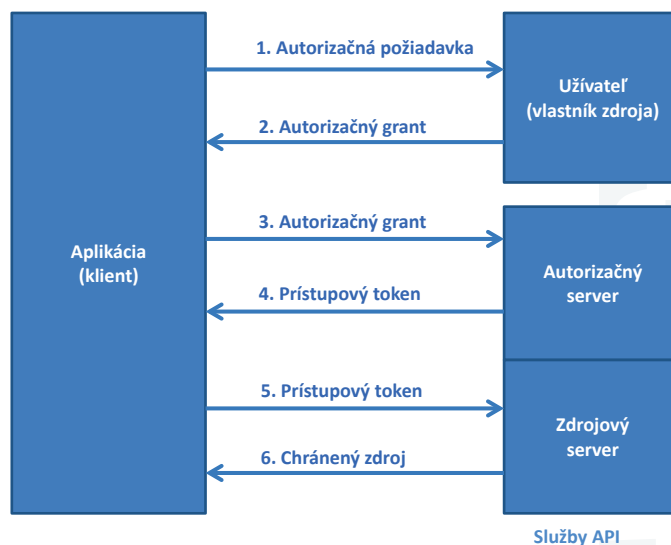 1. Autorizačná požiadavka
Užívateľ
(vlastník zdroja)
2. Autorizačný grant
Aplikácia
(klient)
3. Autorizačný grant
Autorizačný
server
4. Prístupový token
5. Prístupový token
Zdrojový
server
6. Chránený zdroj
Služby API